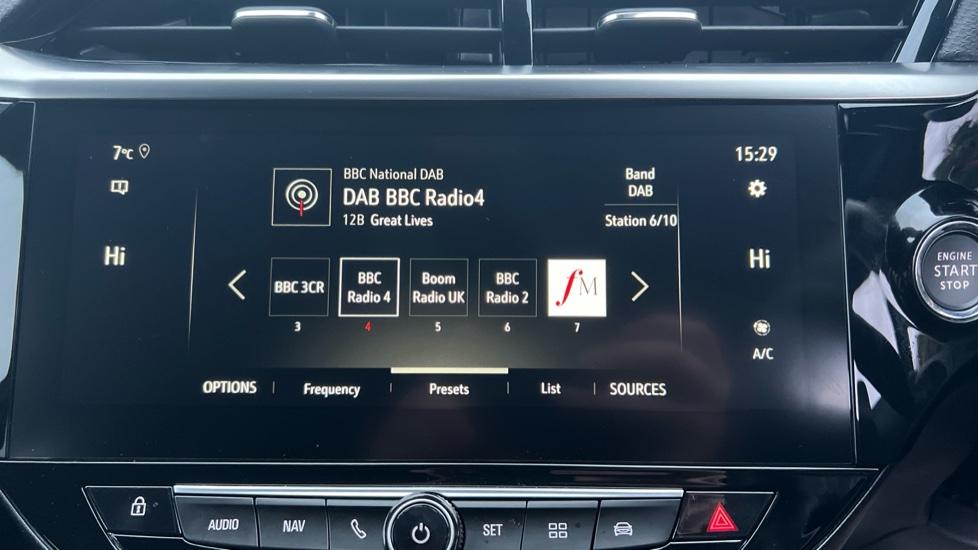 7°C
15:29
BBC National DAB
DAB BBC Radio4
12B Great Lives
Band
DAB
Station 6/10
Hi
Hi
BBC 3CR
BBC
Radio 4
Boom
Radio UK
BBC
Radio 2
fM
3
4
5
6
7
A/C
OPTIONS
Frequency
Presets
List
SOURCES
ENGINE
START
STOP
AUDIO
NAV
SET